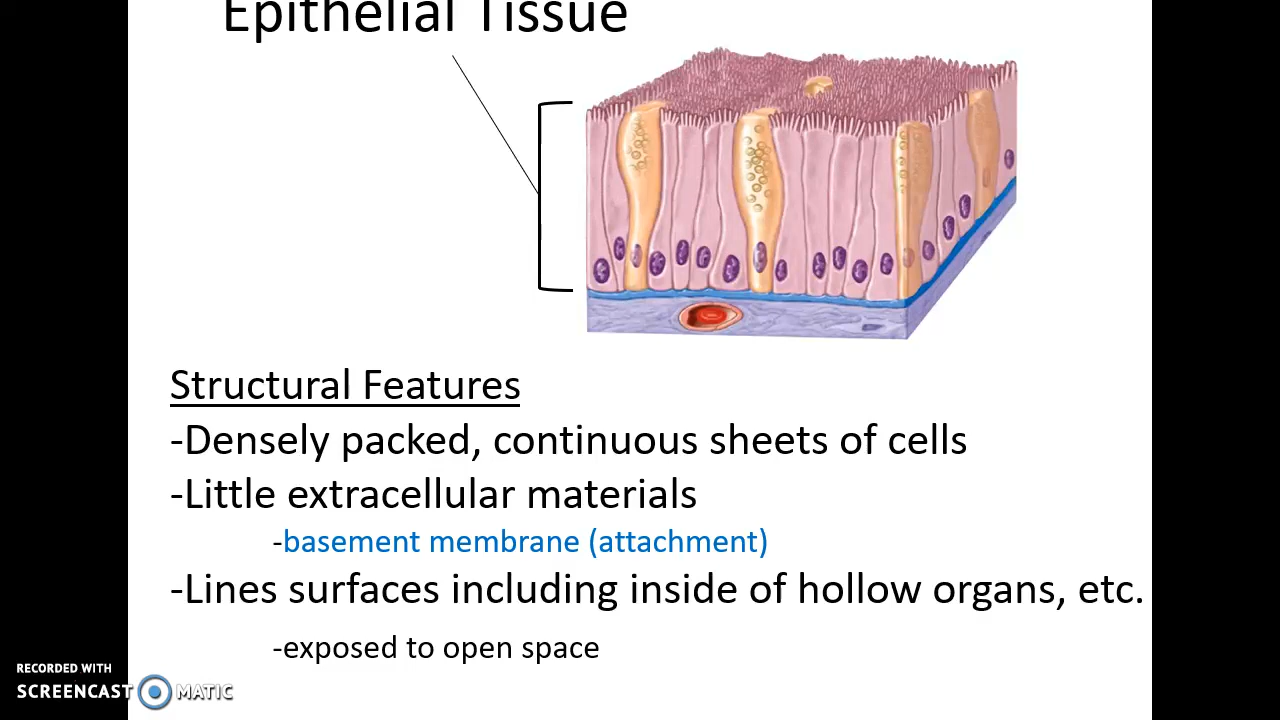 Epithelial Tissue
Structural Features
-Densely packed, continuous sheets of cells
-Little extracellular materials
-basement membrane (attachment)
-Lines surfaces including inside of hollow organs, etc.
-exposed to open space
RECORDED WITH
SCREENCAST MATIC